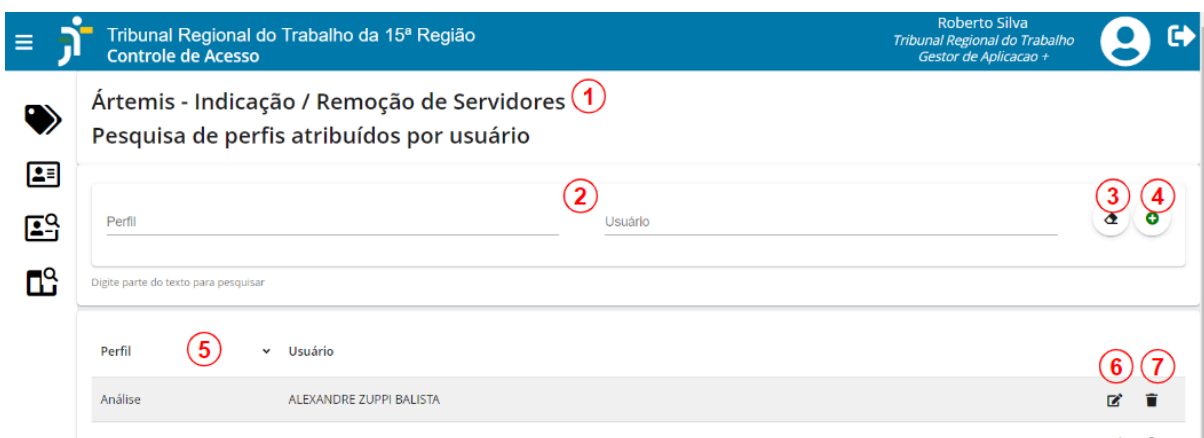 Tribunal Regional do Trabalho da 15ª Região
Controle de Acesso
Roberto Silva
Tribunal Regional do Trabalho
Gestor de Aplicacao +
Ártemis - Indicação / Remoção de Servidores 1
Pesquisa de perfis atribuídos por usuário
2
3
4
Perfil
Usuário
Digite parte do texto para pesquisar
Perfil 5 Usuário
6 7
Análise ALEXANDRE ZUPPI BALISTA